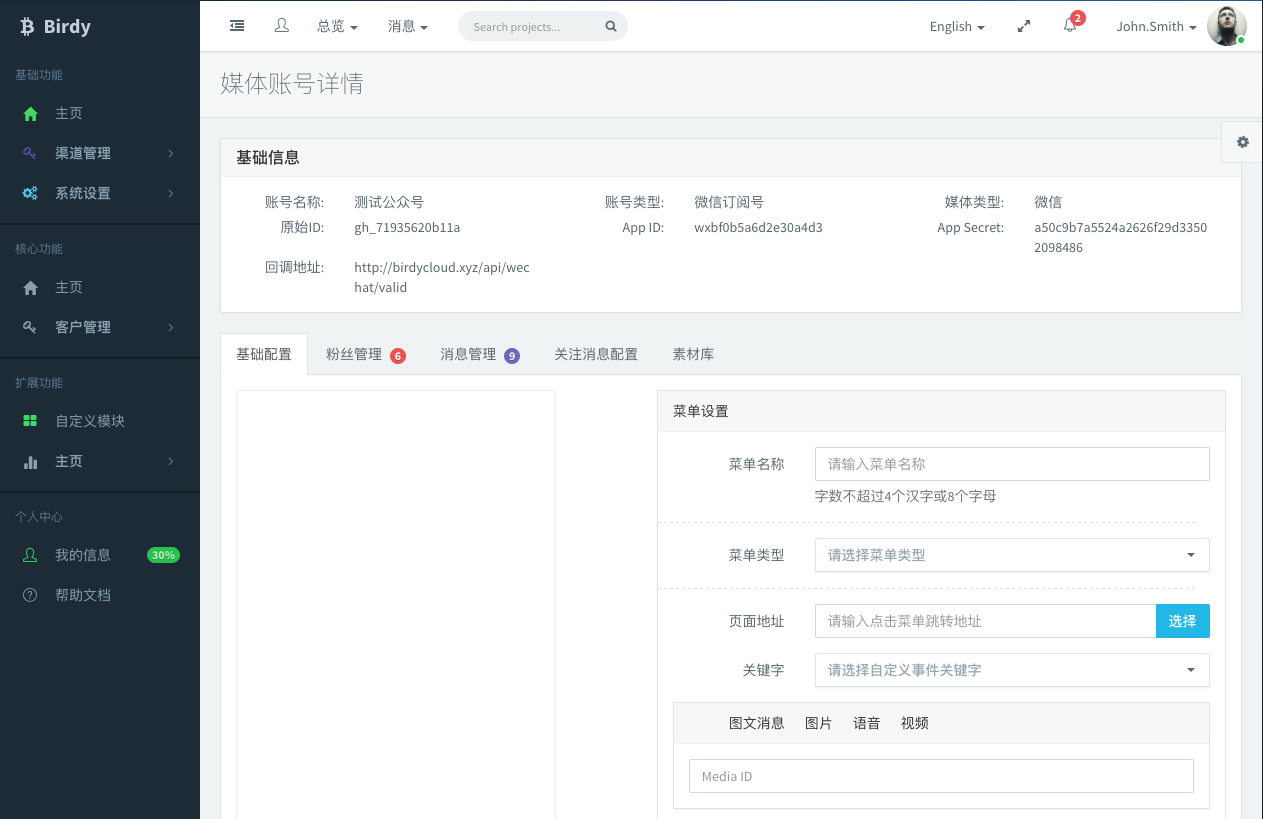 Birdy
总览
消息
Search projects...
English
2
John.Smith
基础功能
主页
渠道管理
系统设置
核心功能
主页
客户管理
扩展功能
自定义模块
主页
个人中心
我的信息 30%
帮助文档
媒体账号详情
基础信息
账号名称: 测试公众号 账号类型: 微信订阅号 媒体类型: 微信
原始ID: gh_71935620b11a App ID: wxbf0b5a6d2e30a4d3 App Secret: a50c9b7a5524a2626f29d3350
2098486
回调地址: http://birdycloud.xyz/api/wec
hat/valid
基础配置 粉丝管理 6 消息管理 9 关注消息配置 素材库
菜单设置
菜单名称 请输入菜单名称
字数不超过4个汉字或8个字母
菜单类型 请选择菜单类型
页面地址 请输入点击菜单跳转地址 选择
关键字 请选择自定义事件关键字
图文消息 图片 语音 视频
Media ID